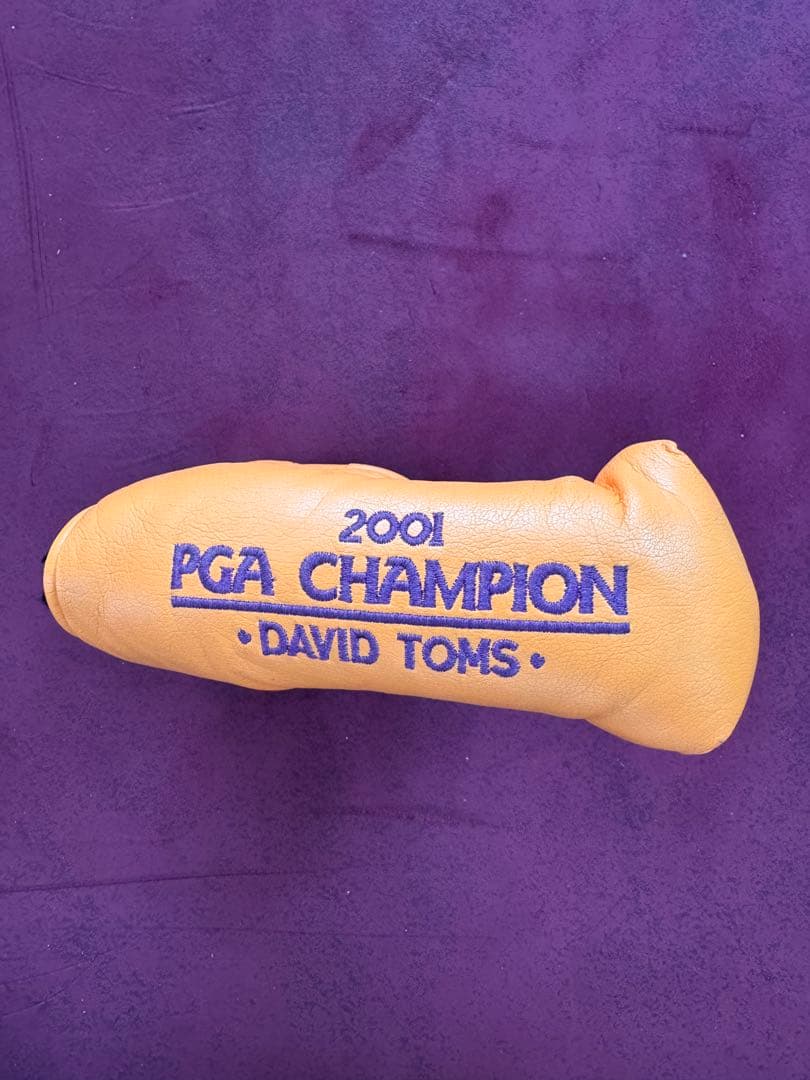 2001
PGA CHAMPION
• DAVID TOMS •